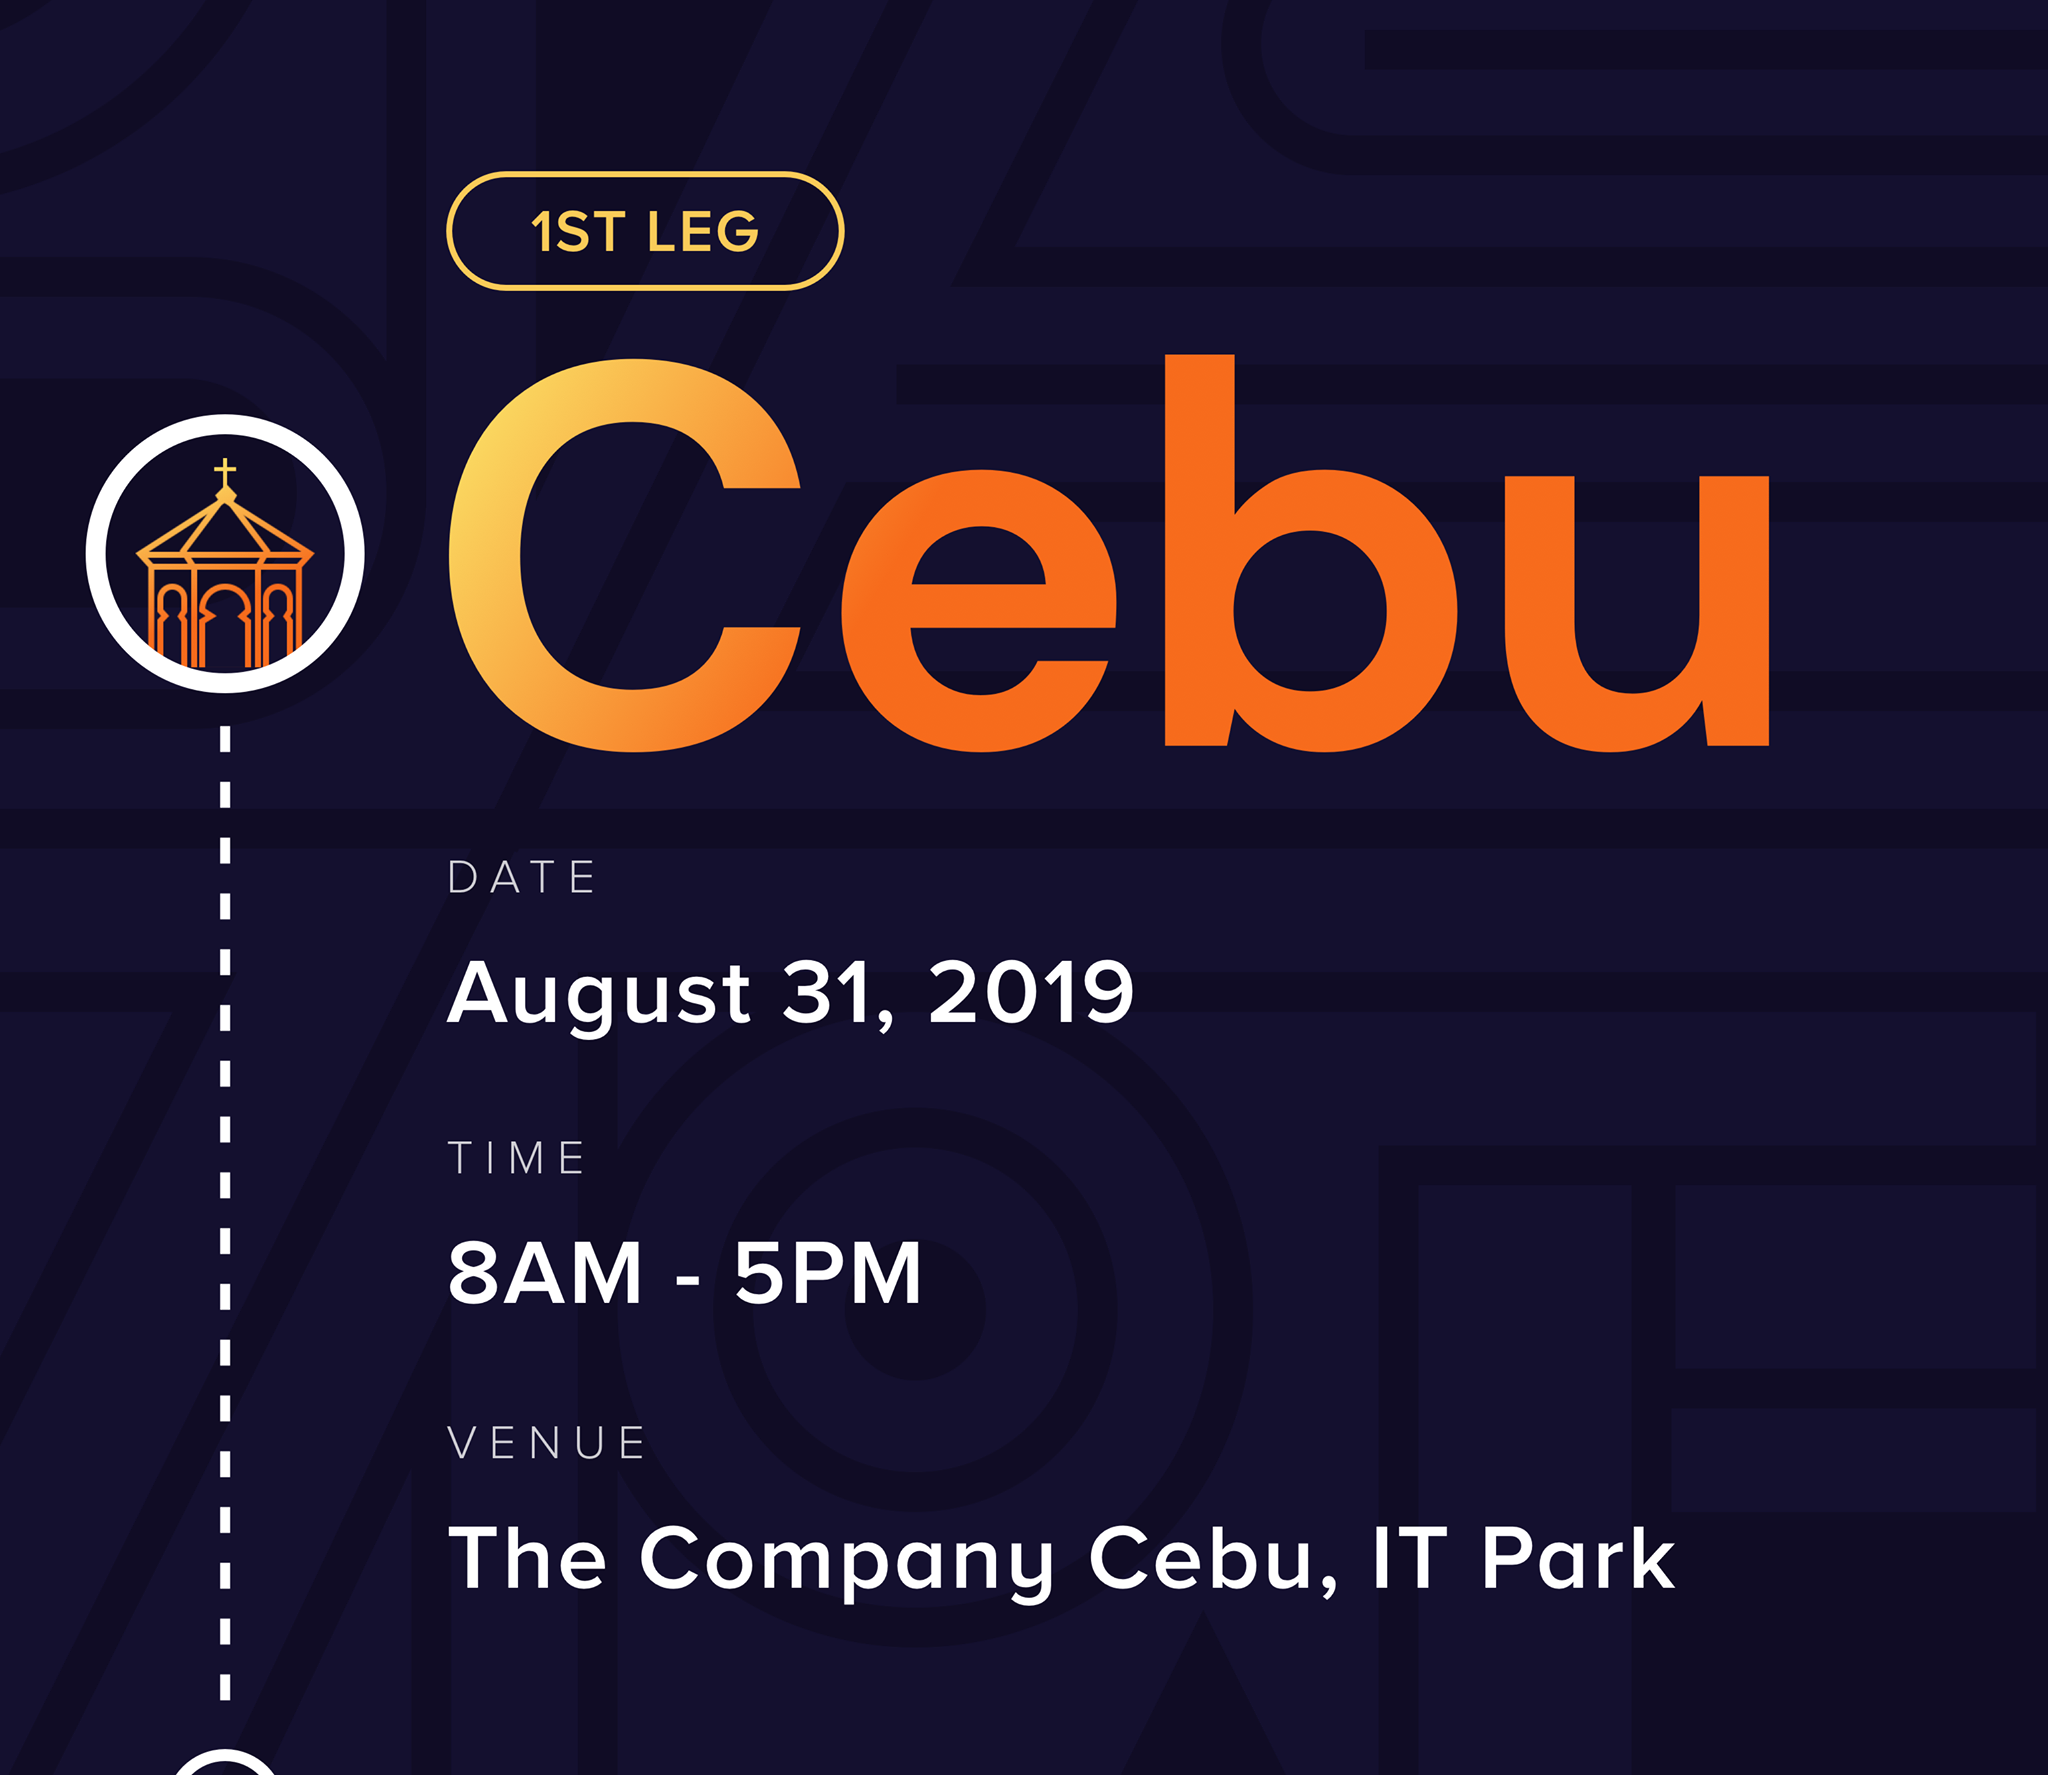 1ST LEG
Cebu
DATE
August 31, 2019
TIME
8AM - 5PM
VENUE
The Company Cebu, IT Park